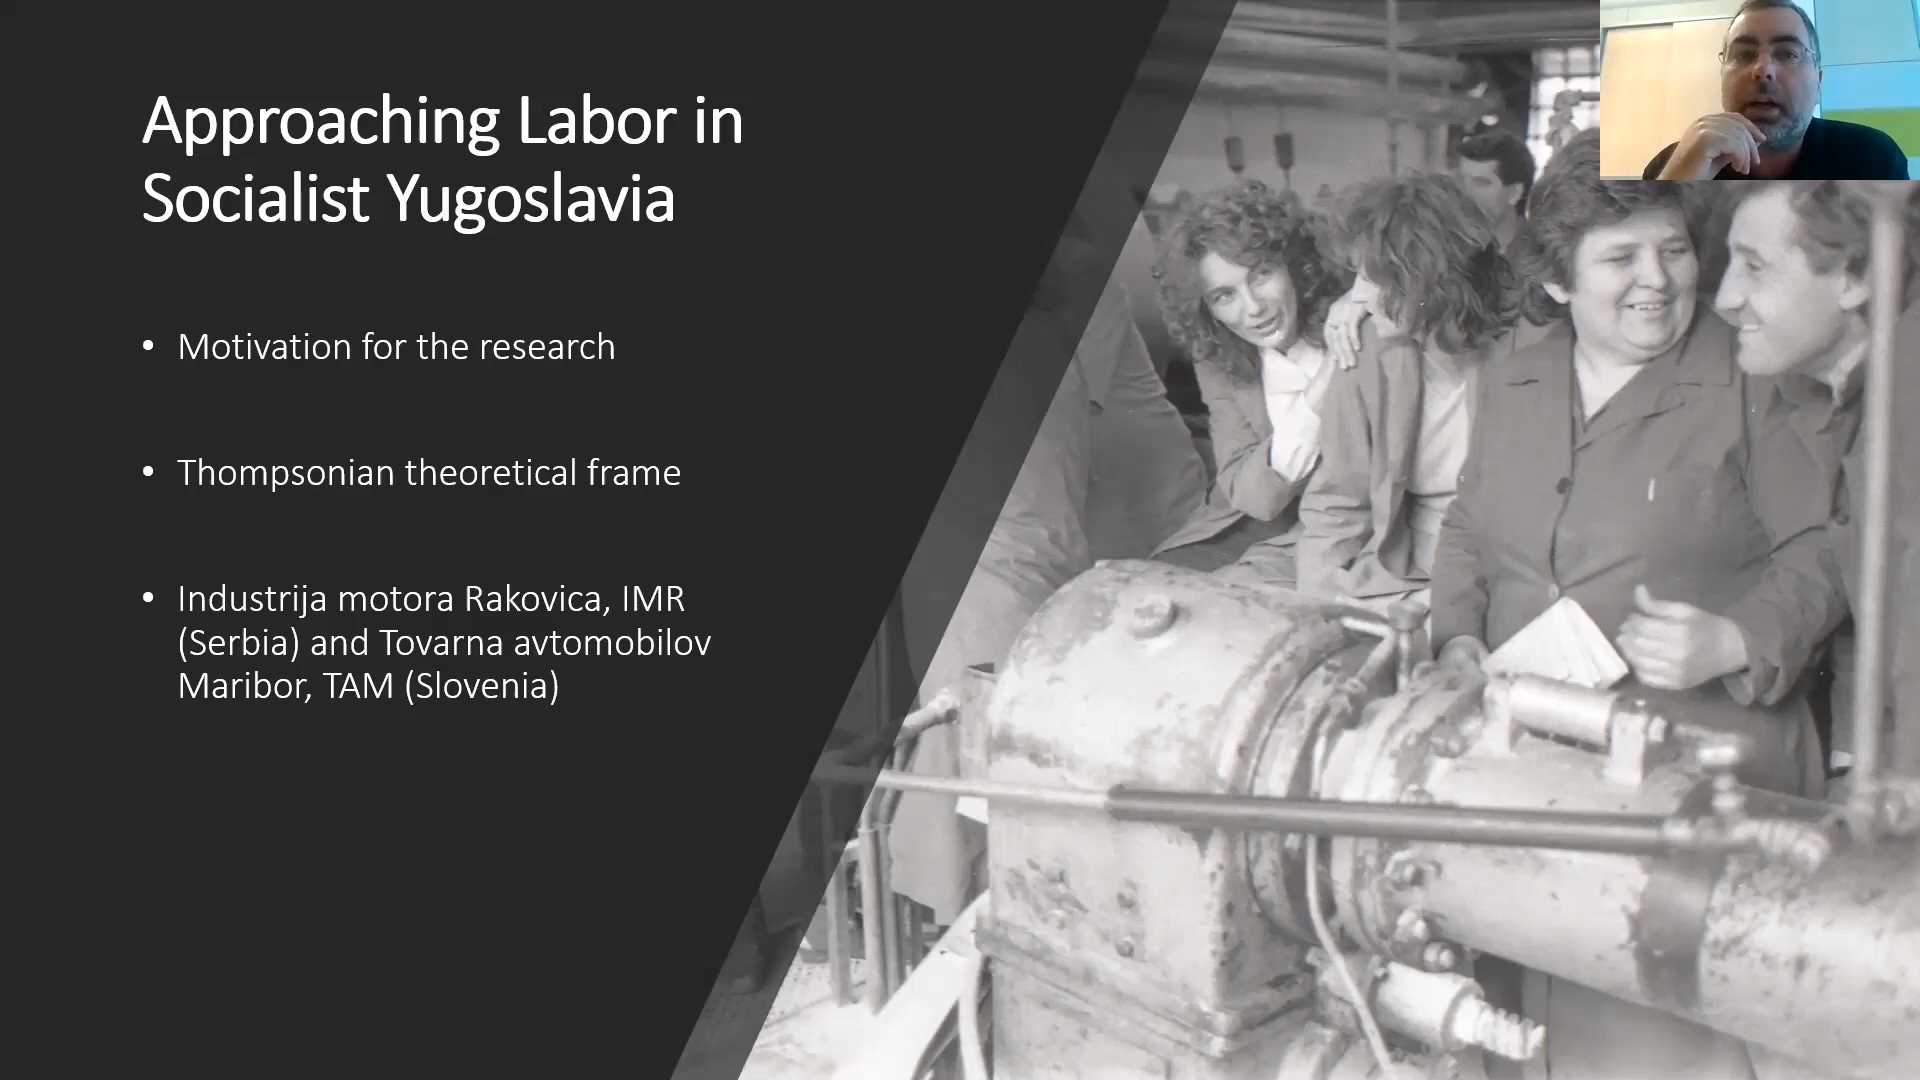 Approaching Labor in
Socialist Yugoslavia
• Motivation for the research
• Thompsonian theoretical frame
• Industrija motora Rakovica, IMR
(Serbia) and Tovarna avtomobilov
Maribor, TAM (Slovenia)